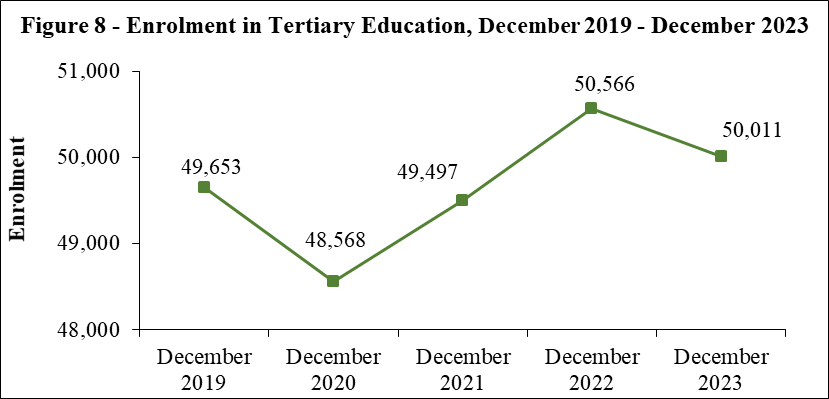 Figure 8 - Enrolment in Tertiary Education, December 2019 - December 2023
51,000
50,000
49,000
48,000
Enrolment
49,653
48,568
49,497
50,566
50,011
December
2019
December
2020
December
2021
December
2022
December
2023